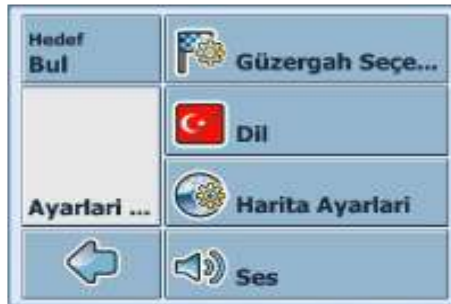 Hedef
Bul
Güzergah Seçe...
Dil
Ayarlari ...
Harita Ayarlari
Ses